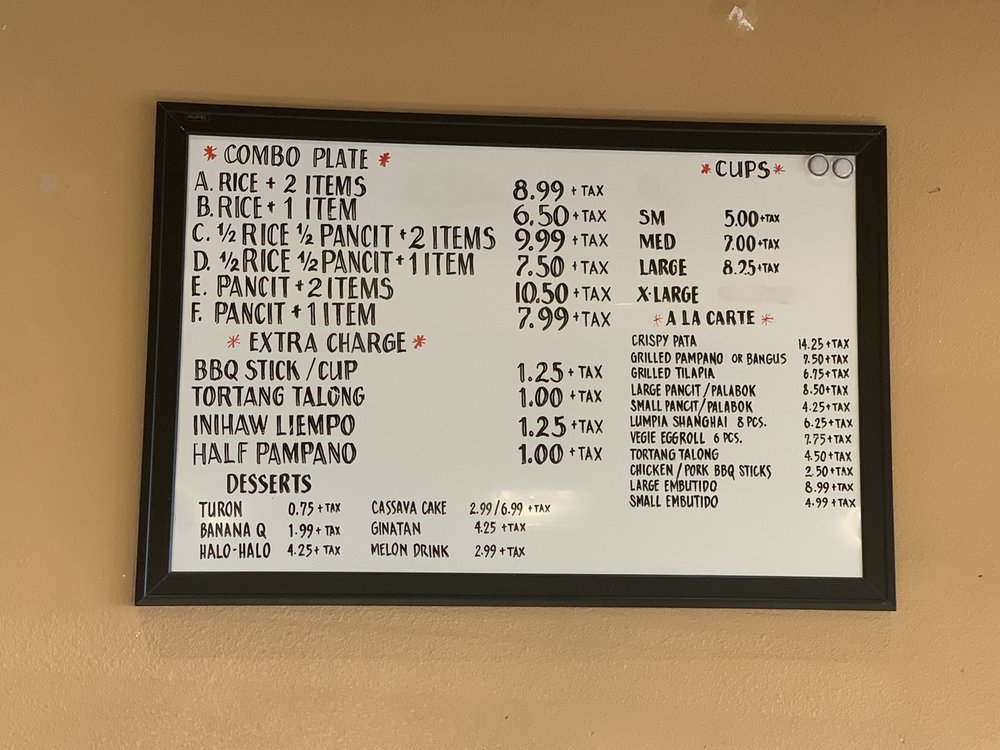 * COMBO PLATE *
A. RICE + 2 ITEMS 8.99 + TAX
B. RICE + 1 ITEM 6.50 + TAX
C. ½ RICE ½ PANCIT + 2 ITEMS 9.99 + TAX
D. ½ RICE ½ PANCIT + 1 ITEM 7.50 + TAX
E. PANCIT + 2 ITEMS 10.50 + TAX
F. PANCIT + 1 ITEM 7.99 + TAX
* EXTRA CHARGE *
BBQ STICK / CUP 1.25 + TAX
TORTANG TALONG 1.00 + TAX
INIHAW LIEMPO 1.25 + TAX
HALF PAMPANO 1.00 + TAX
DESSERTS
TURON 0.75 + TAX CASSAVA CAKE 2.99/6.99 + TAX
BANANA Q 1.99 + TAX GINATAN 4.25 + TAX
HALO-HALO 4.25 + TAX MELON DRINK 2.99 + TAX
* CUPS *
SM 5.00 + TAX
MED 7.00 + TAX
LARGE 8.25 + TAX
X-LARGE
* A LA CARTE *
CRISPY PATA 14.25 + TAX
GRILLED PAMPANO OR BANGUS 7.50 + TAX
GRILLED TILAPIA 6.75 + TAX
LARGE PANCIT / PALABOK 8.50 + TAX
SMALL PANCIT / PALABOK 4.25 + TAX
LUMPIA SHANGHAI 8 PCS. 6.25 + TAX
VEGIE EGGROLL 6 PCS. 7.75 + TAX
TORTANG TALONG 4.50 + TAX
CHICKEN / PORK BBQ STICKS 2.50 + TAX
LARGE EMBUTIDO 8.99 + TAX
SMALL EMBUTIDO 4.99 + TAX